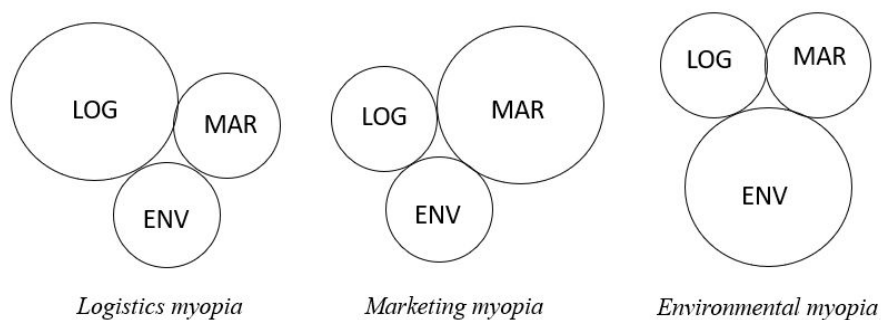 LOG
MAR
ENV
Logistics myopia
LOG
MAR
ENV
Marketing myopia
LOG
MAR
ENV
Environmental myopia